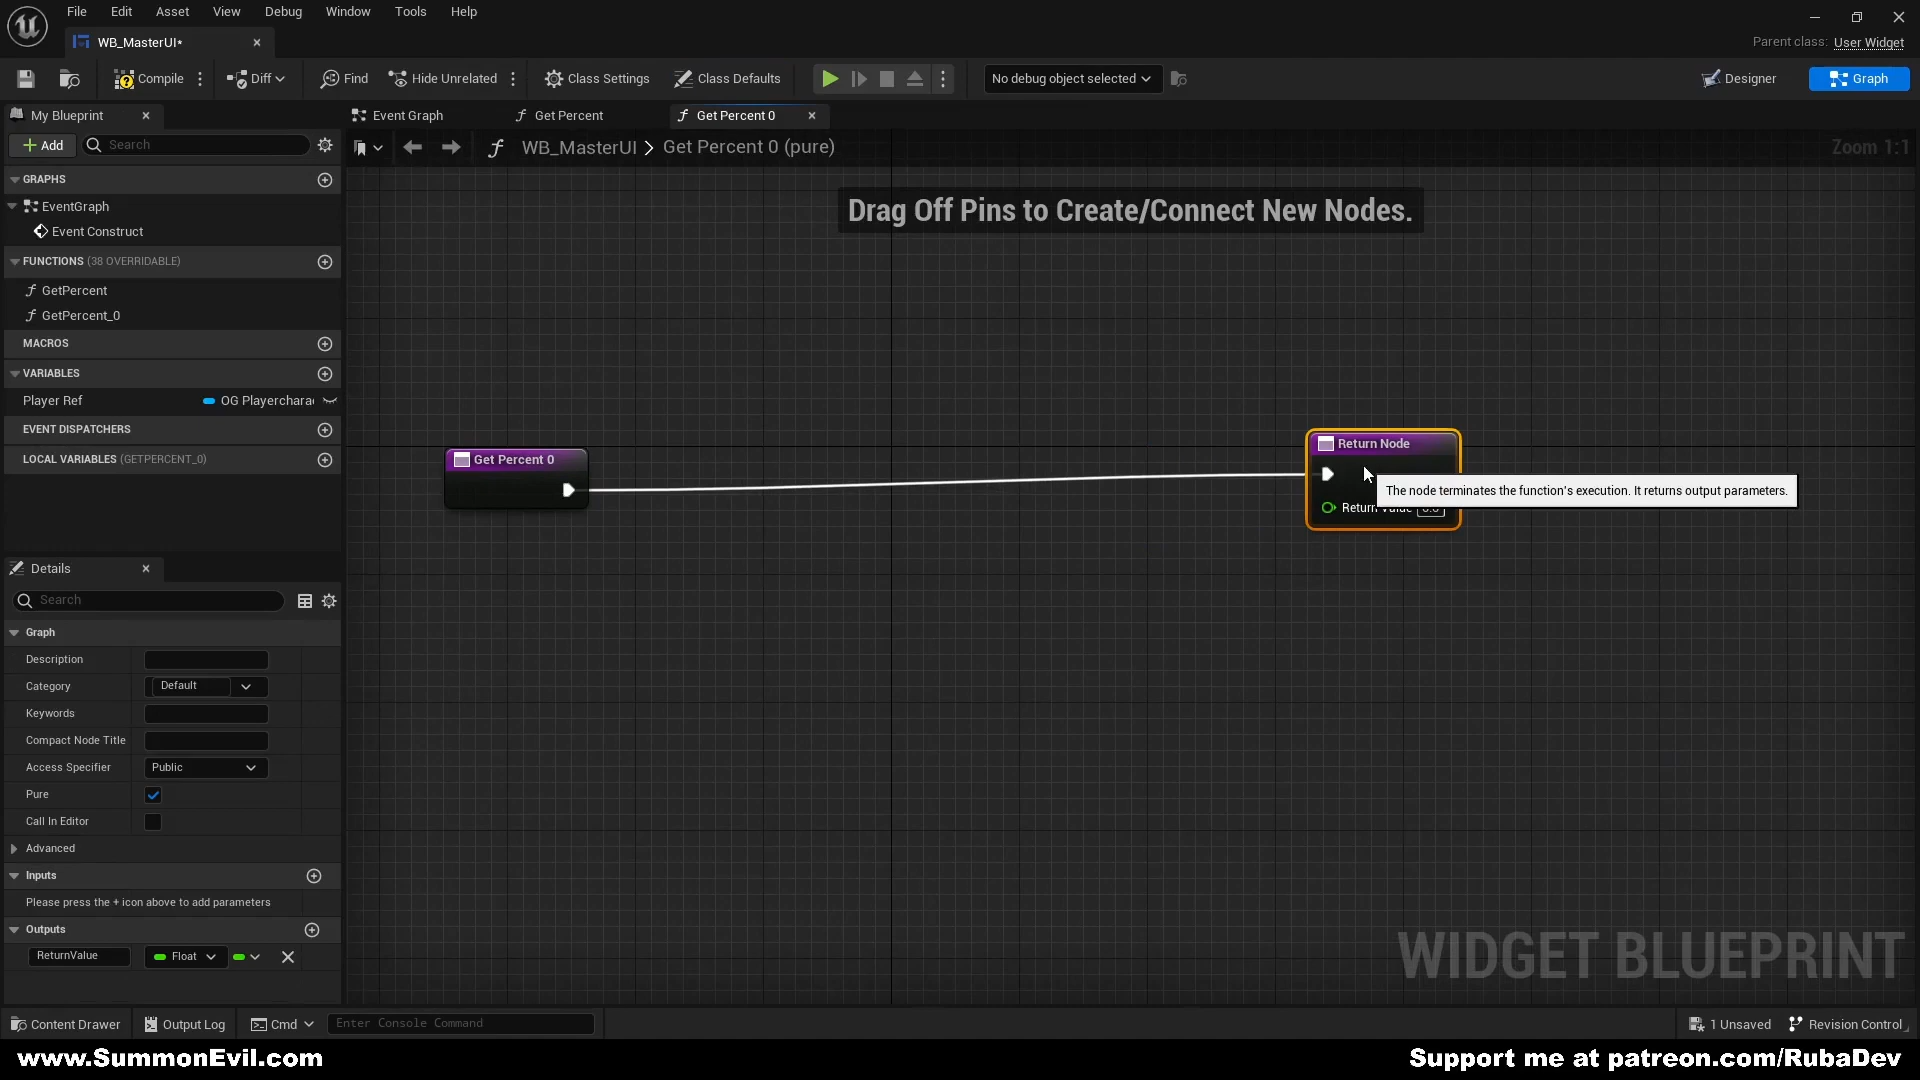 File Edit Asset View Debug Window Tools Help
WB_MasterUI*
Parent class: User Widget
Compile Diff Find Hide Unrelated Class Settings Class Defaults No debug object selected Designer Graph
My Blueprint Event Graph Get Percent Get Percent 0
Add Search
WB_MasterUI > Get Percent 0 (pure)
Zoom 1:1
GRAPHS
EventGraph
Event Construct
FUNCTIONS (38 OVERRIDABLE)
GetPercent
GetPercent_0
MACROS
VARIABLES
Player Ref OG Playerchara
EVENT DISPATCHERS
LOCAL VARIABLES (GETPERCENT_0)
Drag Off Pins to Create/Connect New Nodes.
Get Percent 0
Return Node
The node terminates the function's execution. It returns output parameters.
Details
Search
Graph
Description
Category Default
Keywords
Compact Node Title
Access Specifier Public
Pure
Call In Editor
Advanced
Inputs
Please press the + icon above to add parameters
Outputs
ReturnValue Float
WIDGET BLUEPRINT
Content Drawer Output Log Cmd Enter Console Command 1 Unsaved Revision Control
www.SummonEvil.com
Support me at patreon.com/RubaDev